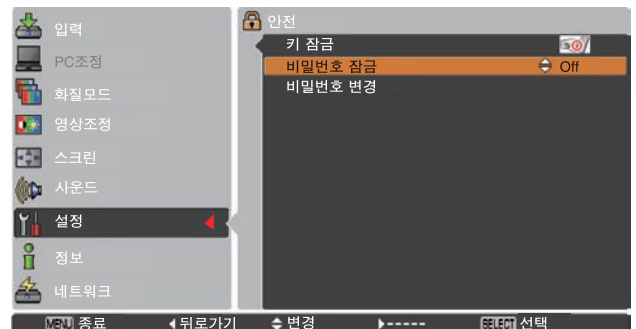 입력
PC조정
화질모드
영상조정
스크린
사운드
설정
정보
네트워크
안전
키 잠금
비밀번호 잠금 Off
비밀번호 변경
MENU 종료 뒤로가기 변경 ----- SELECT 선택